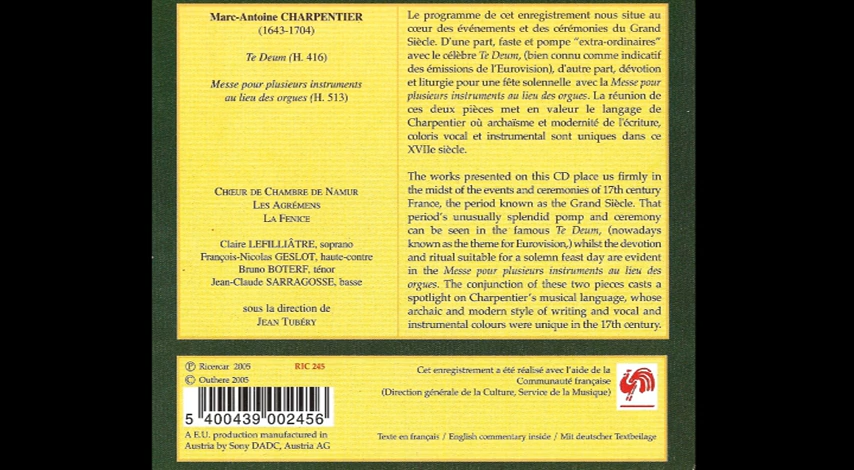 Marc-Antoine CHARPENTIER
(1643-1704)
Te Deum (H. 416)
Messe pour plusieurs instruments
au lieu des orgues (H. 513)
CHŒUR DE CHAMBRE DE NAMUR
LES AGRÉMENS
LA FENICE
Claire LEFILLIÂTRE, soprano
François-Nicolas GESLOT, haute-contre
Bruno BOTERF, ténor
Jean-Claude SARRAGOSSE, basse
sous la direction de
JEAN TUBÉRY
Le programme de cet enregistrement nous situe au
cœur des événements et des cérémonies du Grand
Siècle. D'une part, faste et pompe “extra-ordinaires”
avec le célèbre Te Deum, (bien connu comme indicatif
des émissions de l'Eurovision), d'autre part, dévotion
et liturgie pour une fête solennelle avec la Messe pour
plusieurs instruments au lieu des orgues. La réunion de
ces deux pièces met en valeur le langage de
Charpentier où archaïsme et modernité de l'écriture,
coloris vocal et instrumental sont uniques dans ce
XVIIe siècle.
The works presented on this CD place us firmly in
the midst of the events and ceremonies of 17th century
France, the period known as the Grand Siècle. That
period's unusually splendid pomp and ceremony
can be seen in the famous Te Deum, (nowadays
known as the theme for Eurovision,) whilst the devotion
and ritual suitable for a solemn feast day are evident
in the Messe pour plusieurs instruments au lieu des
orgues. The conjunction of these two pieces casts a
spotlight on Charpentier's musical language, whose
archaic and modern style of writing and vocal and
instrumental colours were unique in the 17th century.
Ⓟ Ricercar 2005 RIC 245
© Outhere 2005
5 400439 002456
A E.U. production manufactured in
Austria by Sony DADC, Austria AG
Cet enregistrement a été réalisé avec l'aide de la
Communauté française
(Direction générale de la Culture, Service de la Musique)
Texte en français / English commentary inside / Mit deutscher Textbeilage